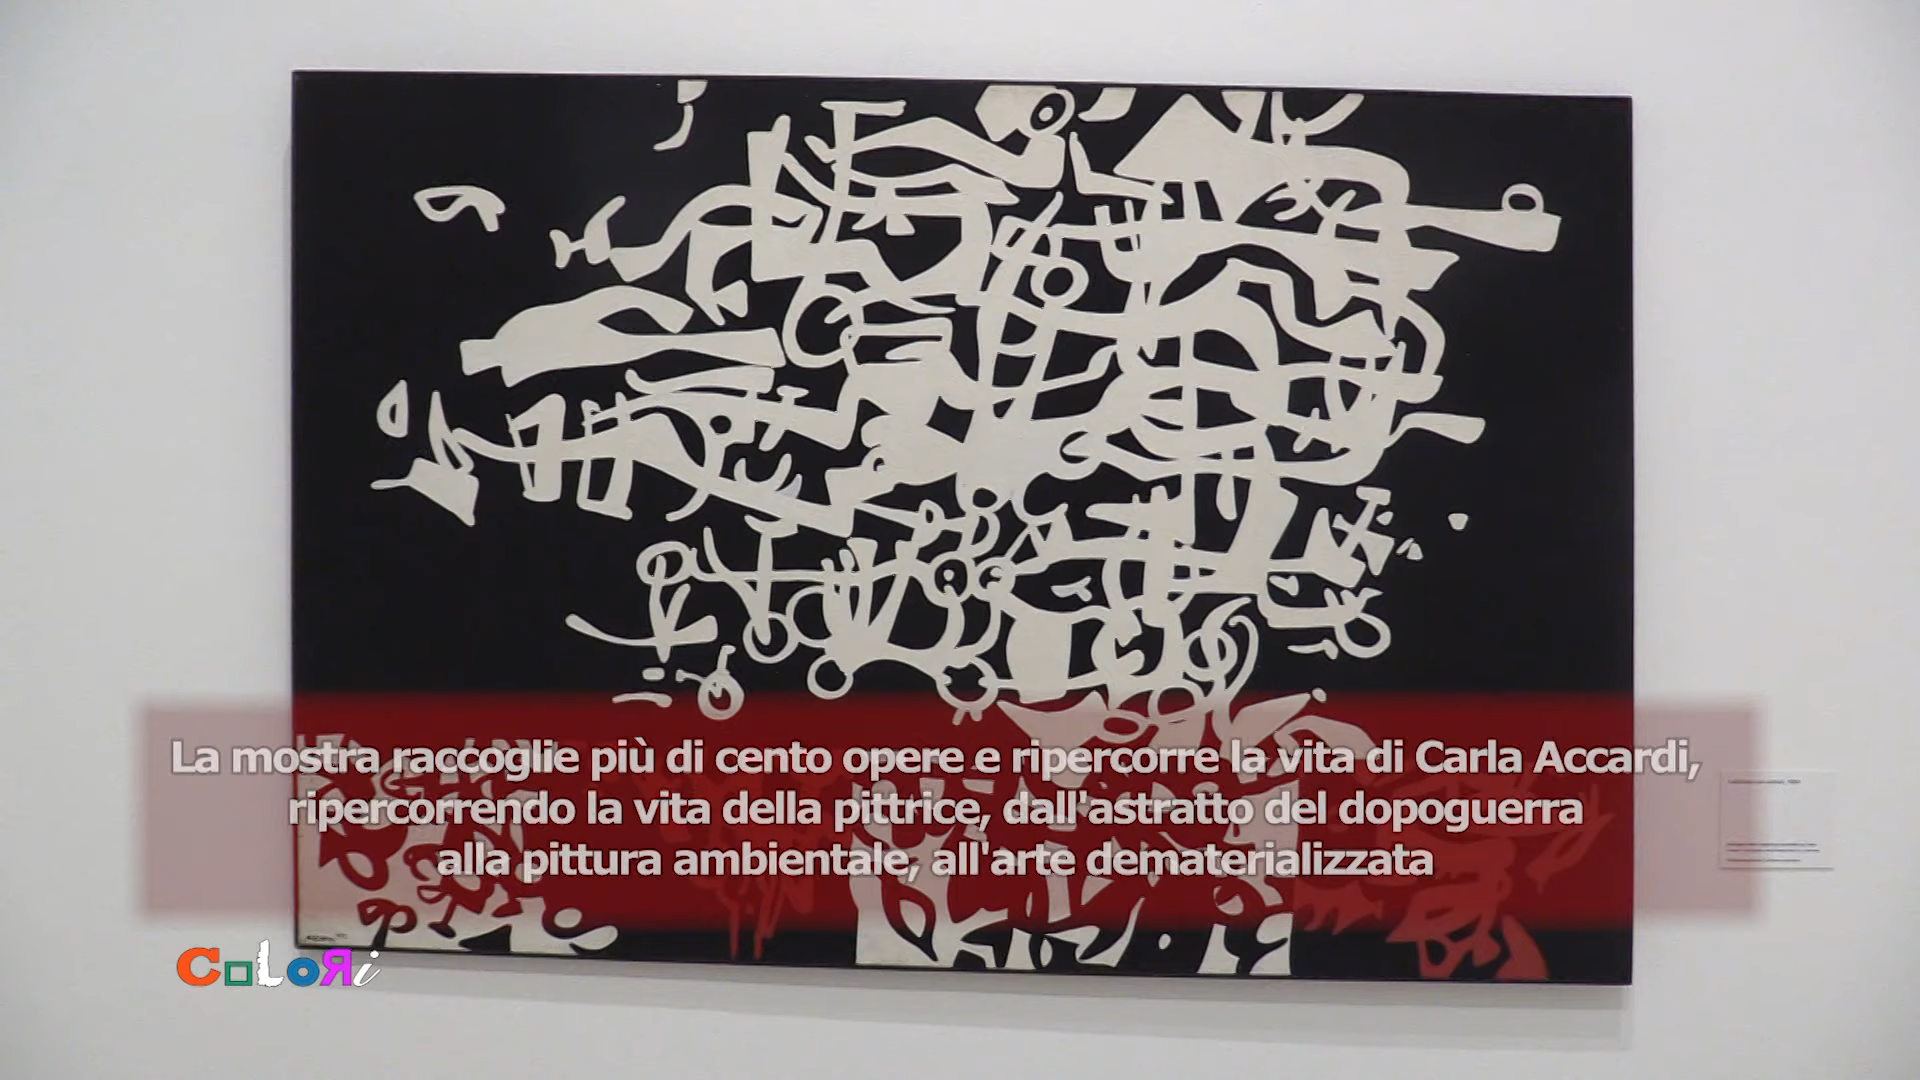 La mostra raccoglie più di cento opere e ripercorre la vita di Carla Accardi,
ripercorrendo la vita della pittrice, dall'astratto del dopoguerra
alla pittura ambientale, all'arte dematerializzata
CoLoRi